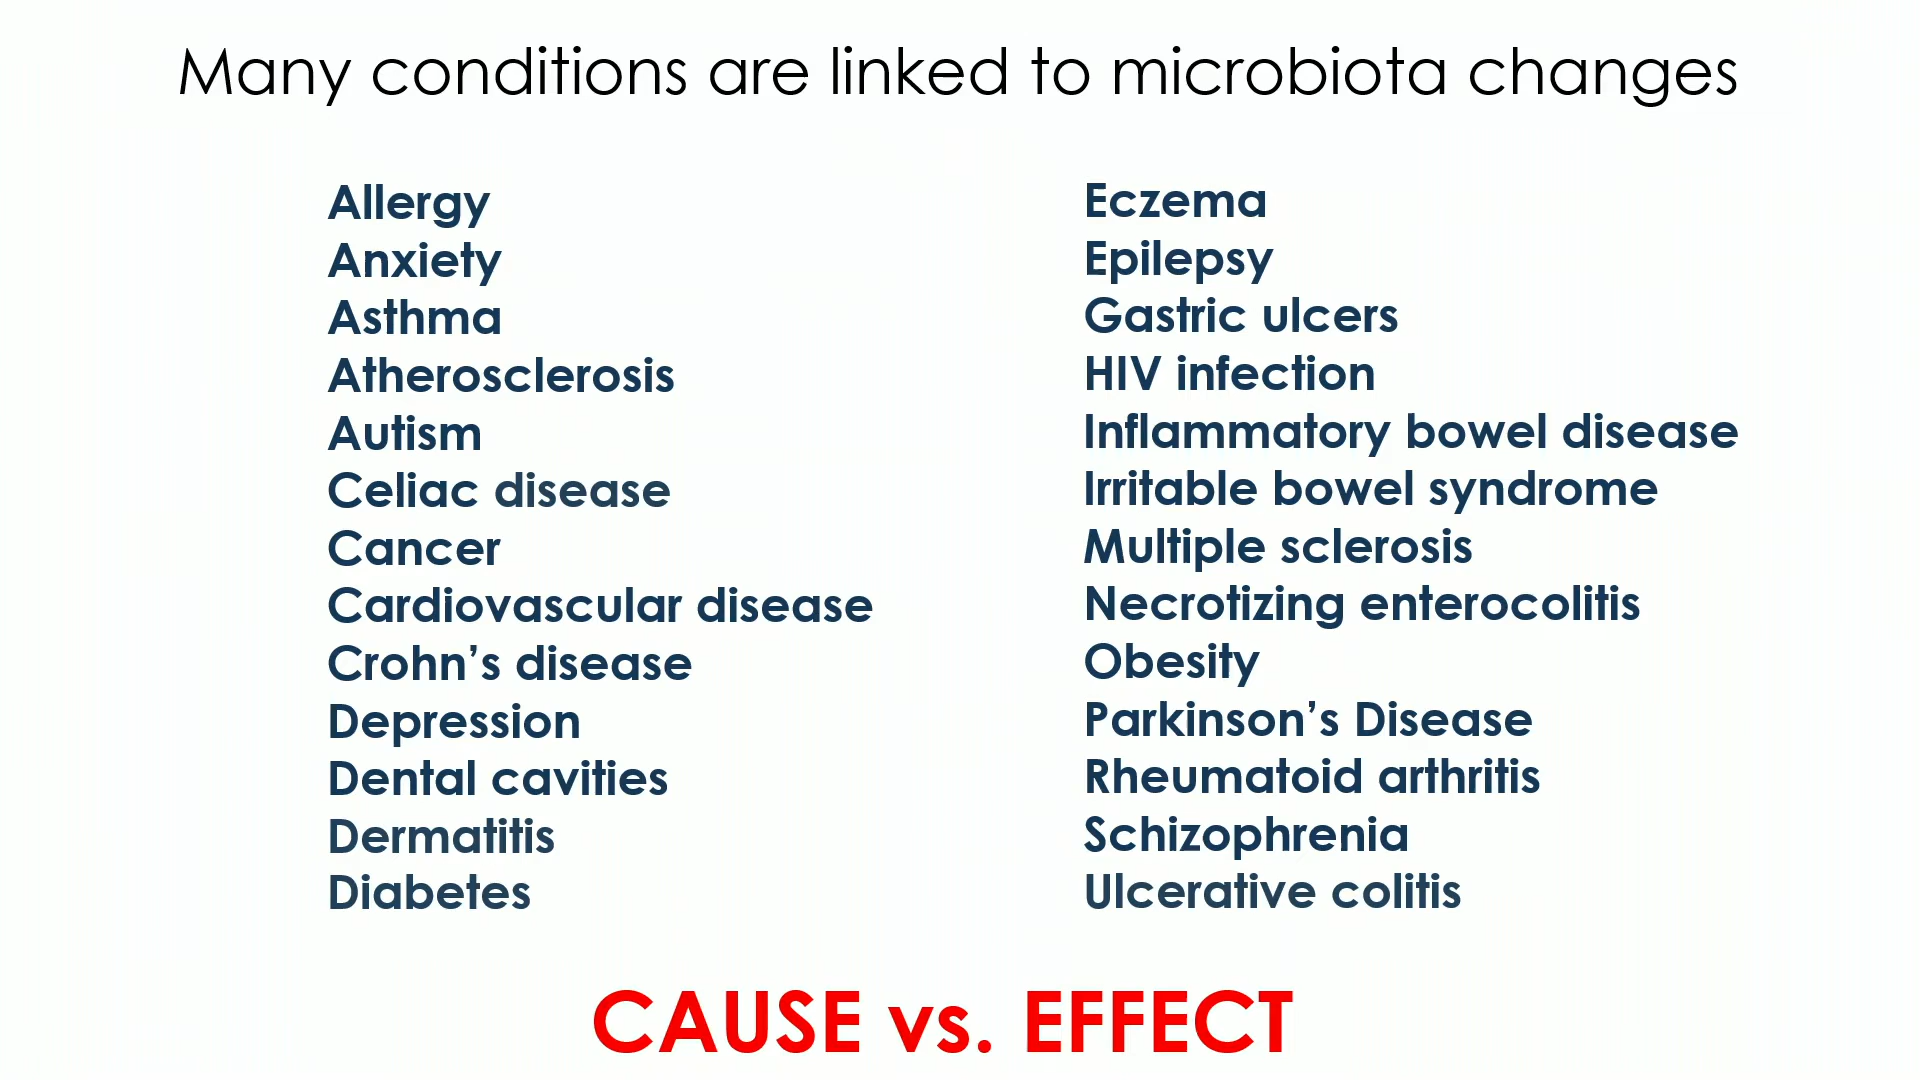 Many conditions are linked to microbiota changes
Allergy
Anxiety
Asthma
Atherosclerosis
Autism
Celiac disease
Cancer
Cardiovascular disease
Crohn’s disease
Depression
Dental cavities
Dermatitis
Diabetes
Eczema
Epilepsy
Gastric ulcers
HIV infection
Inflammatory bowel disease
Irritable bowel syndrome
Multiple sclerosis
Necrotizing enterocolitis
Obesity
Parkinson’s Disease
Rheumatoid arthritis
Schizophrenia
Ulcerative colitis
CAUSE vs. EFFECT